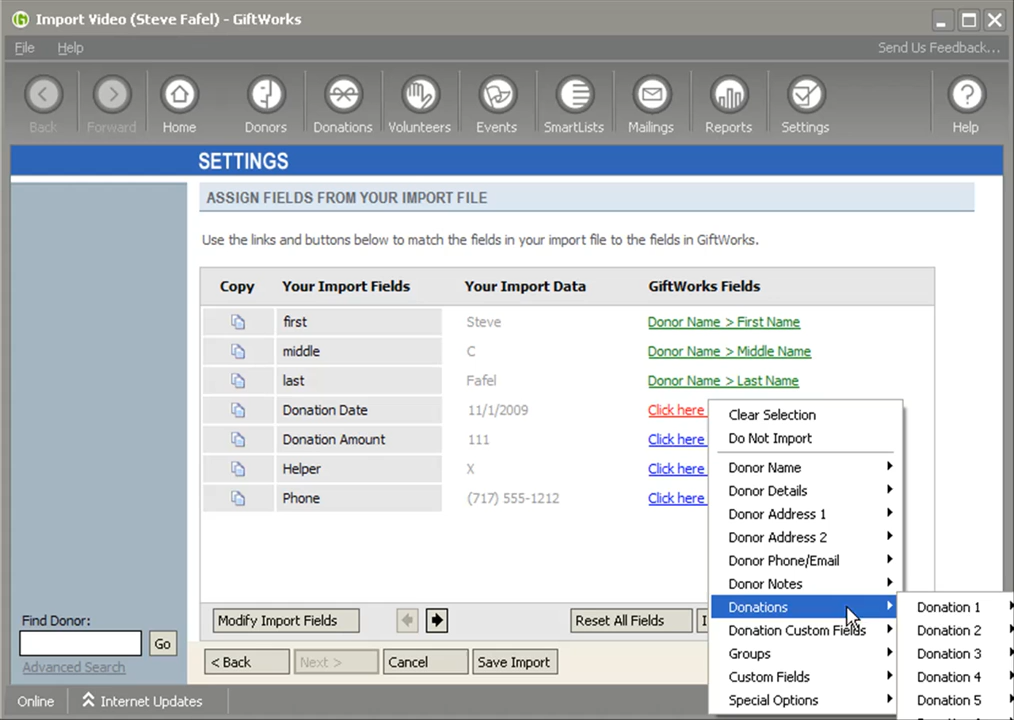 Import Video (Steve Fafel) - GiftWorks
File Help Send Us Feedback...
Back Forward Home Donors Donations Volunteers Events SmartLists Mailings Reports Settings Help
SETTINGS
ASSIGN FIELDS FROM YOUR IMPORT FILE
Use the links and buttons below to match the fields in your import file to the fields in GiftWorks.
Copy Your Import Fields Your Import Data GiftWorks Fields
first Steve Donor Name > First Name
middle C Donor Name > Middle Name
last Fafel Donor Name > Last Name
Donation Date 11/1/2009 Click here
Donation Amount 111 Click here
Helper X Click here
Phone (717) 555-1212 Click here
Clear Selection
Do Not Import
Donor Name
Donor Details
Donor Address 1
Donor Address 2
Donor Phone/Email
Donor Notes
Donations
Donation Custom Fields
Groups
Custom Fields
Special Options
Donation 1
Donation 2
Donation 3
Donation 4
Donation 5
Modify Import Fields Reset All Fields
< Back Next > Cancel Save Import
Find Donor:
Go
Advanced Search
Online Internet Updates